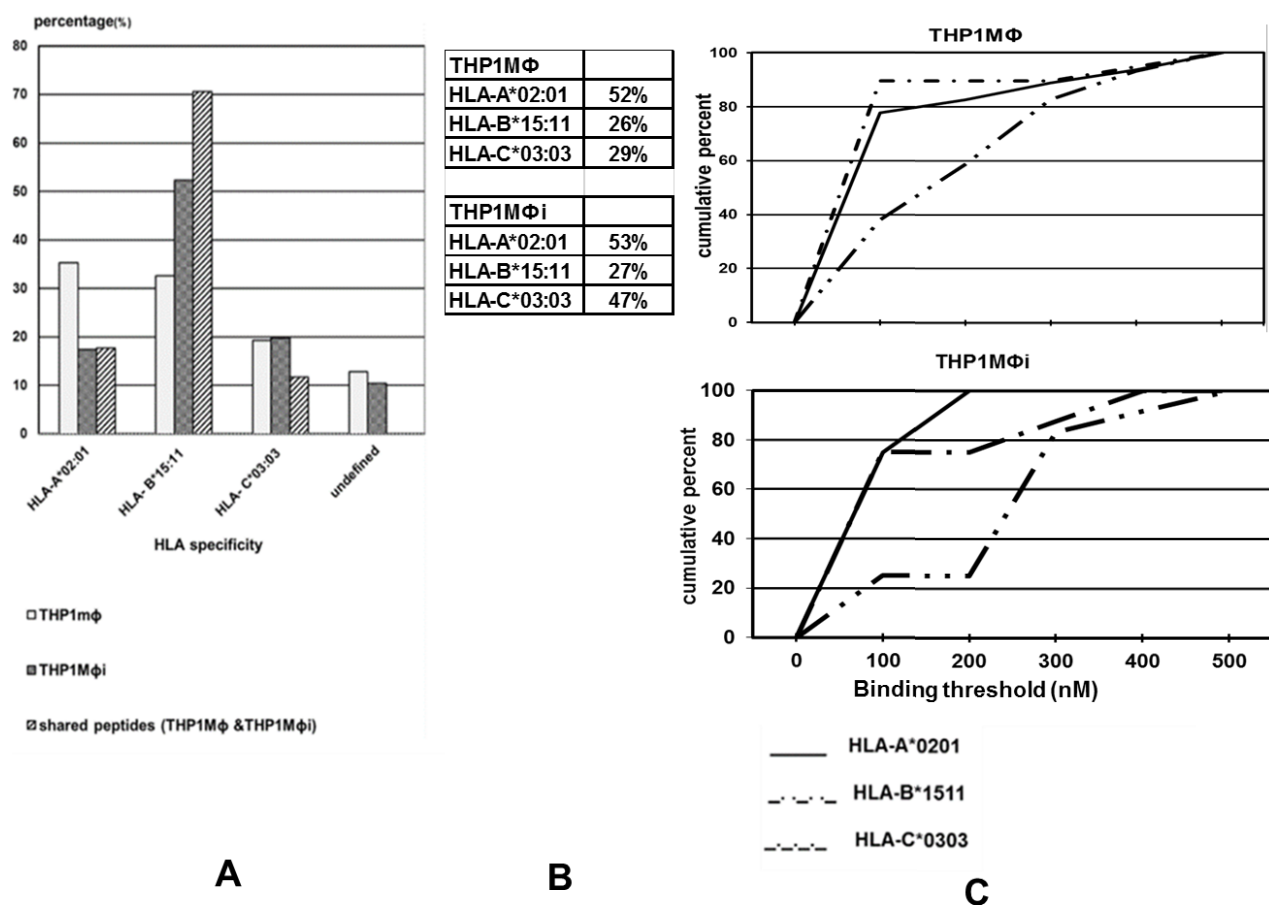 percentage(%)
80
70
60
50
40
30
20
10
0
HLA-A*02:01
HLA- B*15:11
HLA- C*03:03
undefined
HLA specificity
THP1mϕ
THP1Mϕi
shared peptides (THP1Mϕ &THP1Mϕi)
A
THP1MΦ
HLA-A*02:01 52%
HLA-B*15:11 26%
HLA-C*03:03 29%
THP1MΦi
HLA-A*02:01 53%
HLA-B*15:11 27%
HLA-C*03:03 47%
B
THP1MΦ
cumulative percent
100
80
60
40
20
0
THP1MΦi
cumulative percent
100
80
60
40
20
0
0 100 200 300 400 500
Binding threshold (nM)
HLA-A*0201
HLA-B*1511
HLA-C*0303
C